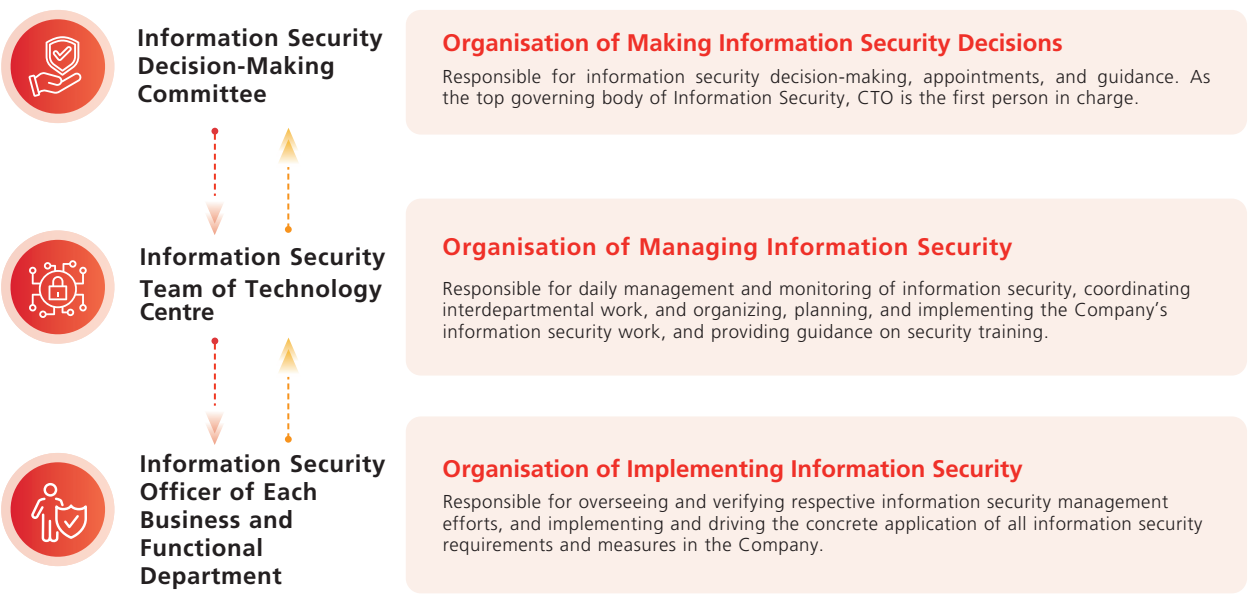 Information Security
Decision-Making
Committee
Organisation of Making Information Security Decisions
Responsible for information security decision-making, appointments, and guidance. As
the top governing body of Information Security, CTO is the first person in charge.
Information Security
Team of Technology
Centre
Organisation of Managing Information Security
Responsible for daily management and monitoring of information security, coordinating
interdepartmental work, and organizing, planning, and implementing the Company’s
information security work, and providing guidance on security training.
Information Security
Officer of Each
Business and
Functional
Department
Organisation of Implementing Information Security
Responsible for overseeing and verifying respective information security management
efforts, and implementing and driving the concrete application of all information security
requirements and measures in the Company.